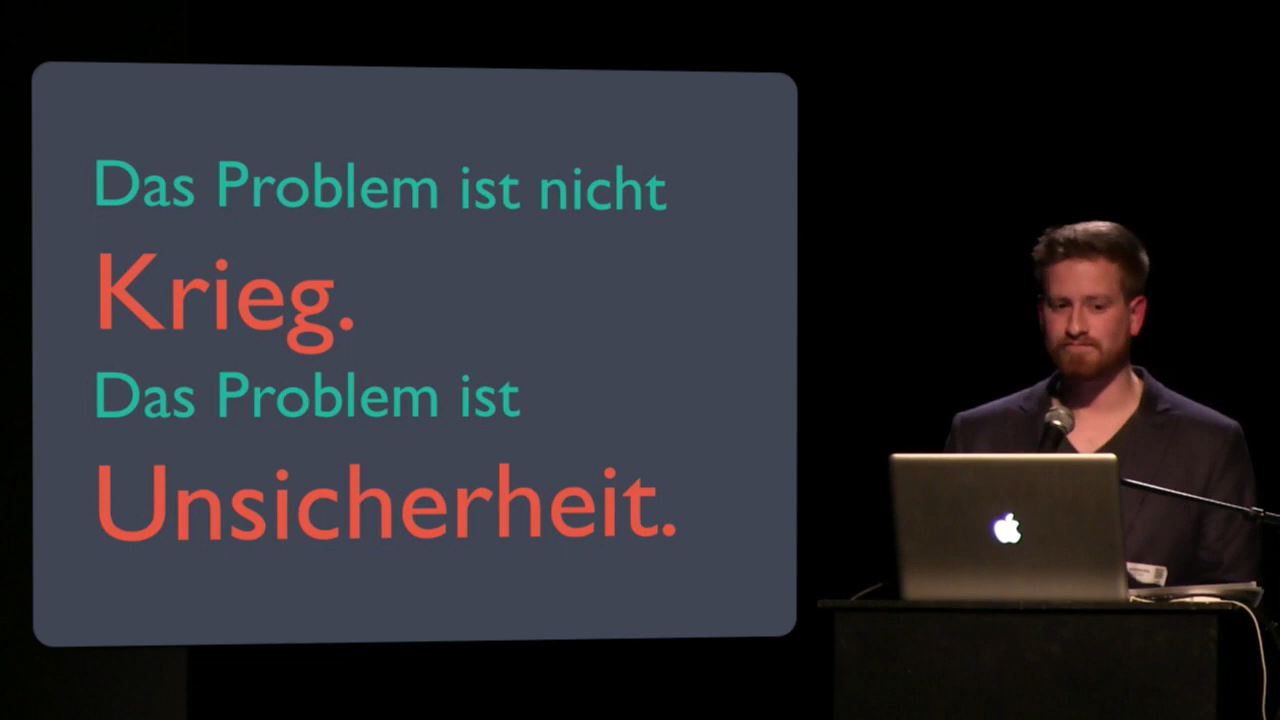 Das Problem ist nicht
Krieg.
Das Problem ist
Unsicherheit.